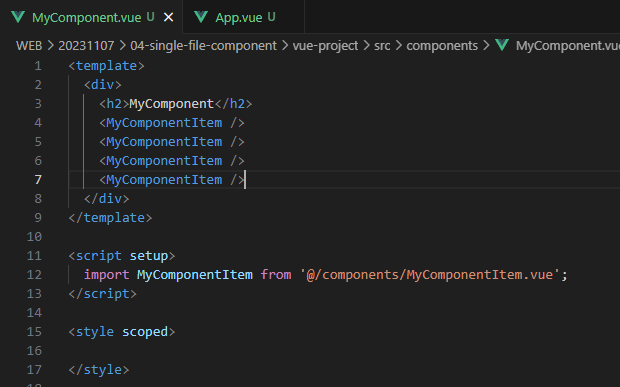 MyComponent.vue U × App.vue U
WEB > 20231107 > 04-single-file-component > vue-project > src > components > MyComponent.vue
1 <template>
2 <div>
3 <h2>MyComponent</h2>
4 <MyComponentItem />
5 <MyComponentItem />
6 <MyComponentItem />
7 <MyComponentItem />
8 </div>
9 </template>
10
11 <script setup>
12 import MyComponentItem from '@/components/MyComponentItem.vue';
13 </script>
14
15 <style scoped>
16
17 </style>
18